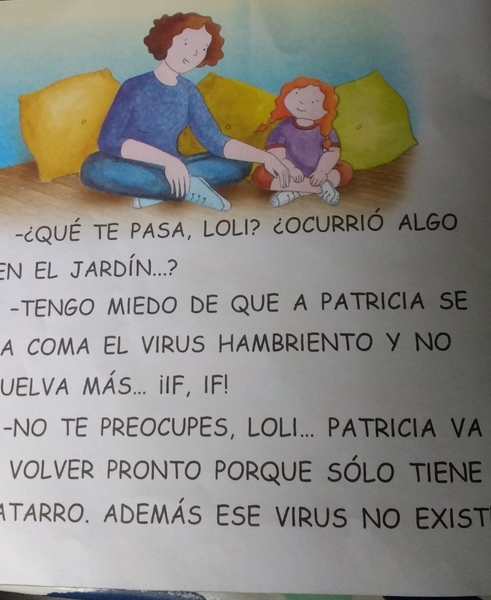 -¿QUÉ TE PASA, LOLI? ¿OCURRIÓ ALGO
EN EL JARDÍN...?
-TENGO MIEDO DE QUE A PATRICIA SE
A COMA EL VIRUS HAMBRIENTO Y NO
UELVA MÁS... ¡IF, IF!
-NO TE PREOCUPES, LOLI... PATRICIA VA
VOLVER PRONTO PORQUE SÓLO TIENE
ATARRO. ADEMÁS ESE VIRUS NO EXIST